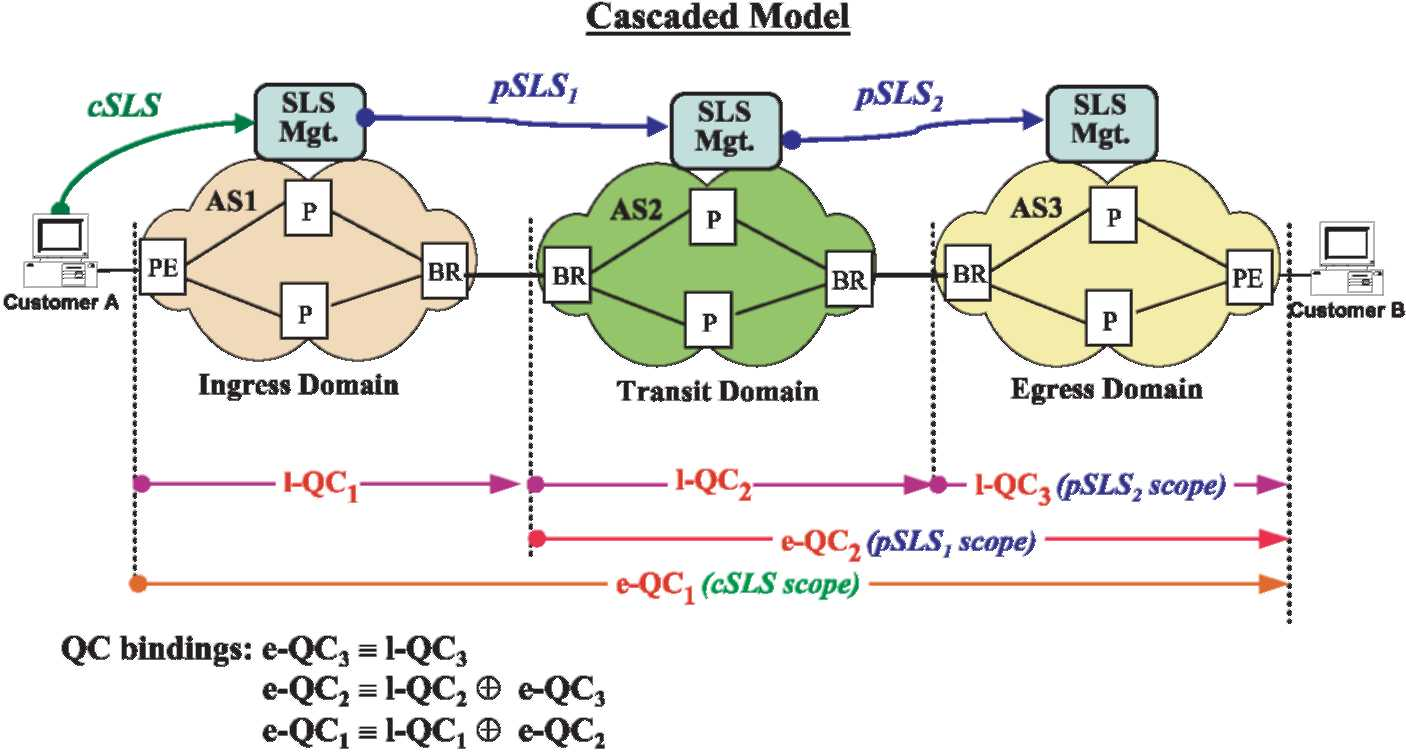 Cascaded Model
cSLS
SLS
Mgt.
pSLS1
SLS
Mgt.
pSLS2
SLS
Mgt.
AS1
P
PE
BR
P
Customer A
Ingress Domain
AS2
P
BR
BR
P
Transit Domain
AS3
P
BR
PE
P
Customer B
Egress Domain
l-QC1
l-QC2
l-QC3 (pSLS2 scope)
e-QC2 (pSLS1 scope)
e-QC1 (cSLS scope)
QC bindings: e-QC3 ≡ l-QC3
e-QC2 ≡ l-QC2 ⊕ e-QC3
e-QC1 ≡ l-QC1 ⊕ e-QC2